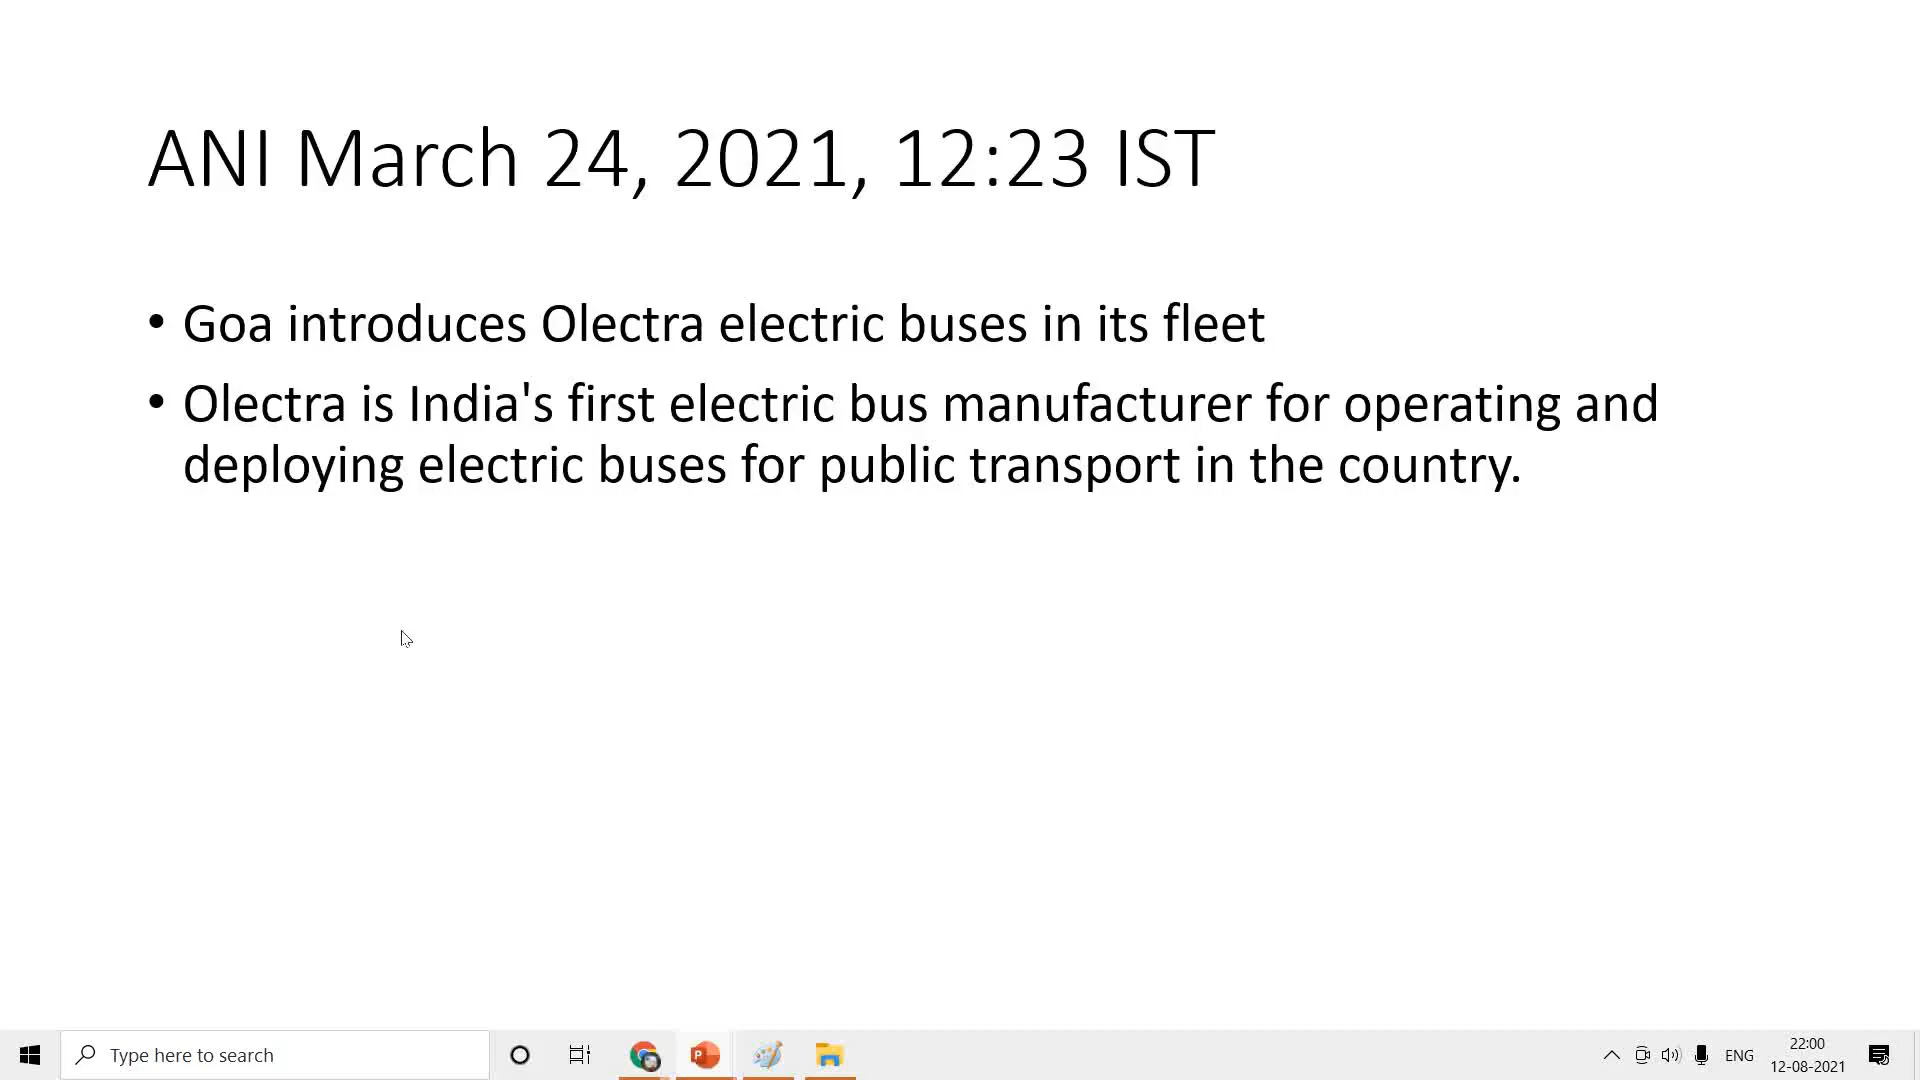 ANI March 24, 2021, 12:23 IST
• Goa introduces Olectra electric buses in its fleet
• Olectra is India's first electric bus manufacturer for operating and
deploying electric buses for public transport in the country.
Type here to search
ENG
22:00
12-08-2021